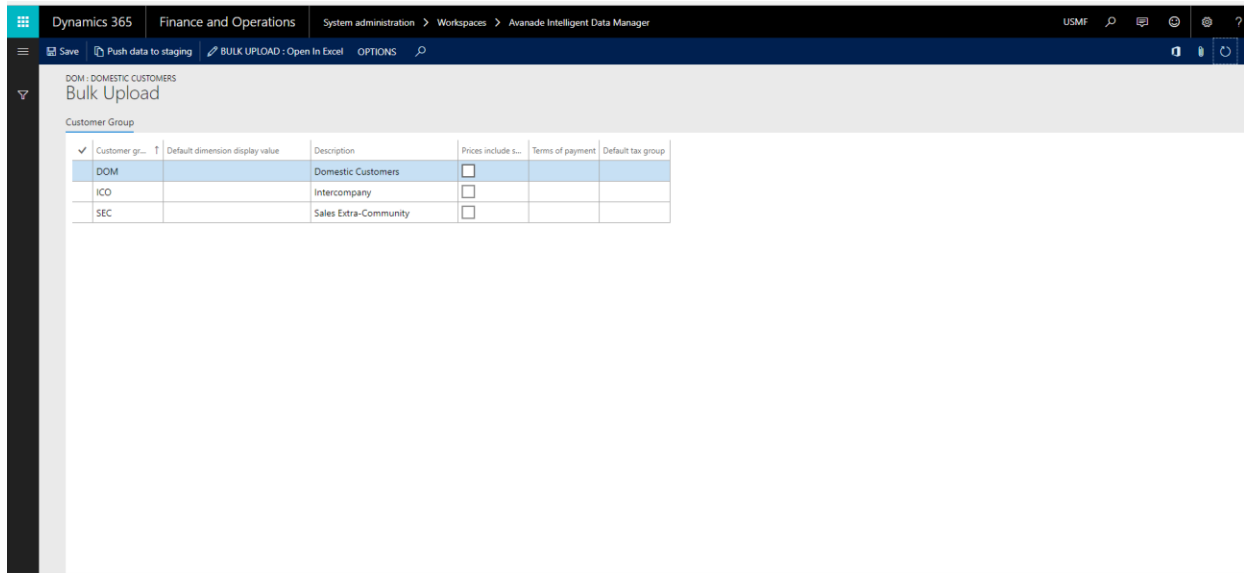 Dynamics 365 Finance and Operations System administration > Workspaces > Avanade Intelligent Data Manager USMF ?
Save Push data to staging BULK UPLOAD : Open In Excel OPTIONS
DOM : DOMESTIC CUSTOMERS
Bulk Upload
Customer Group
Customer gr... ↑ Default dimension display value Description Prices include s... Terms of payment Default tax group
DOM Domestic Customers
ICO Intercompany
SEC Sales Extra-Community